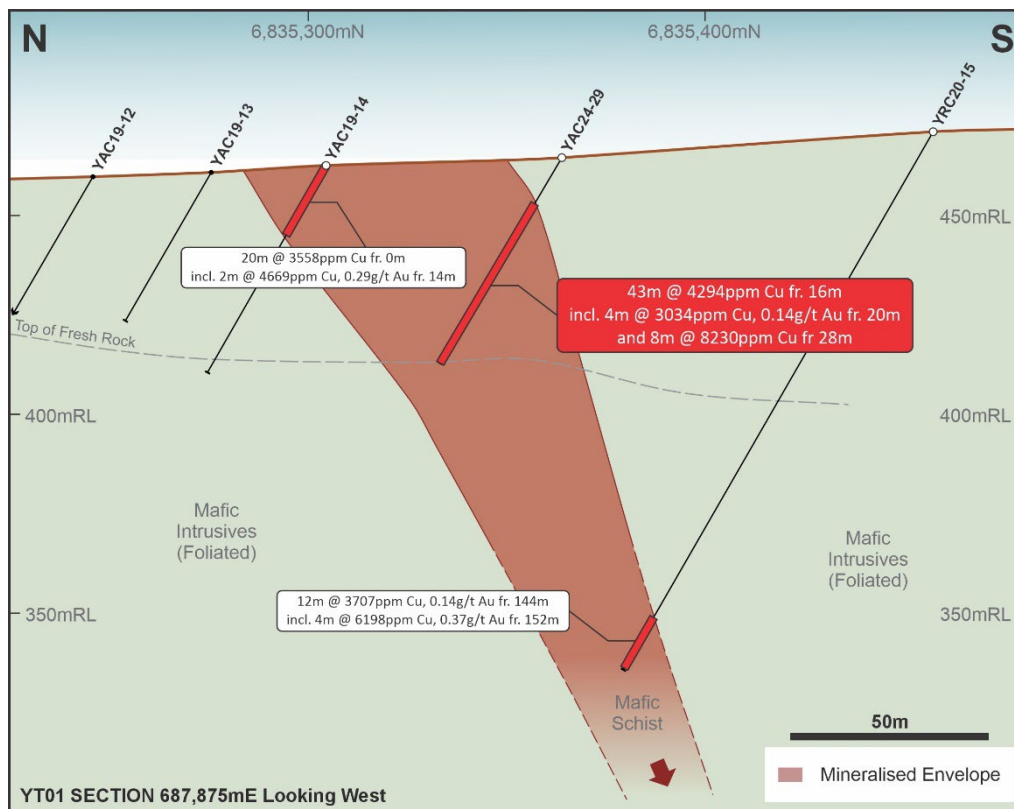 N
6,835,300mN
6,835,400mN
S
YAC19-12
YAC19-13
YAC19-14
YAC24-29
YRC20-15
450mRL
20m @ 3558ppm Cu fr. 0m
incl. 2m @ 4669ppm Cu, 0.29g/t Au fr. 14m
43m @ 4294ppm Cu fr. 16m
incl. 4m @ 3034ppm Cu, 0.14g/t Au fr. 20m
and 8m @ 8230ppm Cu fr 28m
Top of Fresh Rock
400mRL
400mRL
Mafic
Intrusives
(Foliated)
Mafic
Intrusives
(Foliated)
12m @ 3707ppm Cu, 0.14g/t Au fr. 144m
incl. 4m @ 6198ppm Cu, 0.37g/t Au fr. 152m
350mRL
350mRL
Mafic
Schist
50m
Mineralised Envelope
YT01 SECTION 687,875mE Looking West